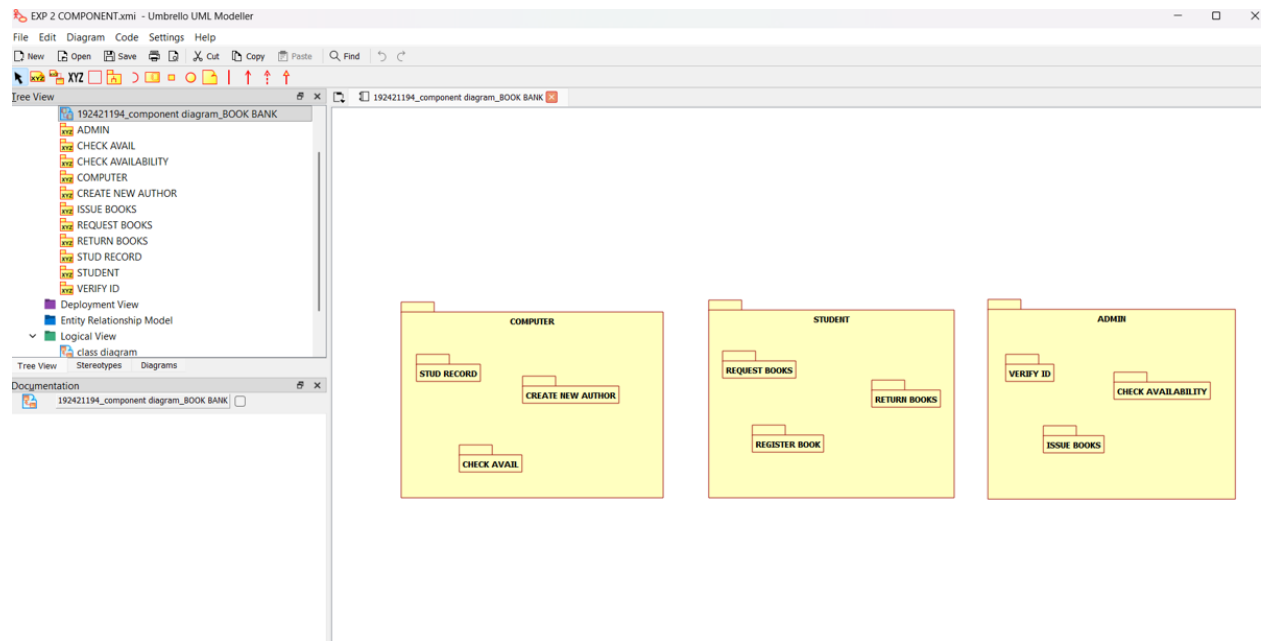 EXP 2 COMPONENT.xmi - Umbrello UML Modeller
File Edit Diagram Code Settings Help
New Open Save Cut Copy Paste Find
XYZ XYZ
Tree View
192421194_component diagram_BOOK BANK
ADMIN
CHECK AVAIL
CHECK AVAILABILITY
COMPUTER
CREATE NEW AUTHOR
ISSUE BOOKS
REQUEST BOOKS
RETURN BOOKS
STUD RECORD
STUDENT
VERIFY ID
Deployment View
Entity Relationship Model
Logical View
class diagram
Tree View Stereotypes Diagrams
Documentation
192421194_component diagram_BOOK BANK
192421194_component diagram_BOOK BANK
COMPUTER
STUD RECORD
CREATE NEW AUTHOR
CHECK AVAIL
STUDENT
REQUEST BOOKS
RETURN BOOKS
REGISTER BOOK
ADMIN
VERIFY ID
CHECK AVAILABILITY
ISSUE BOOKS